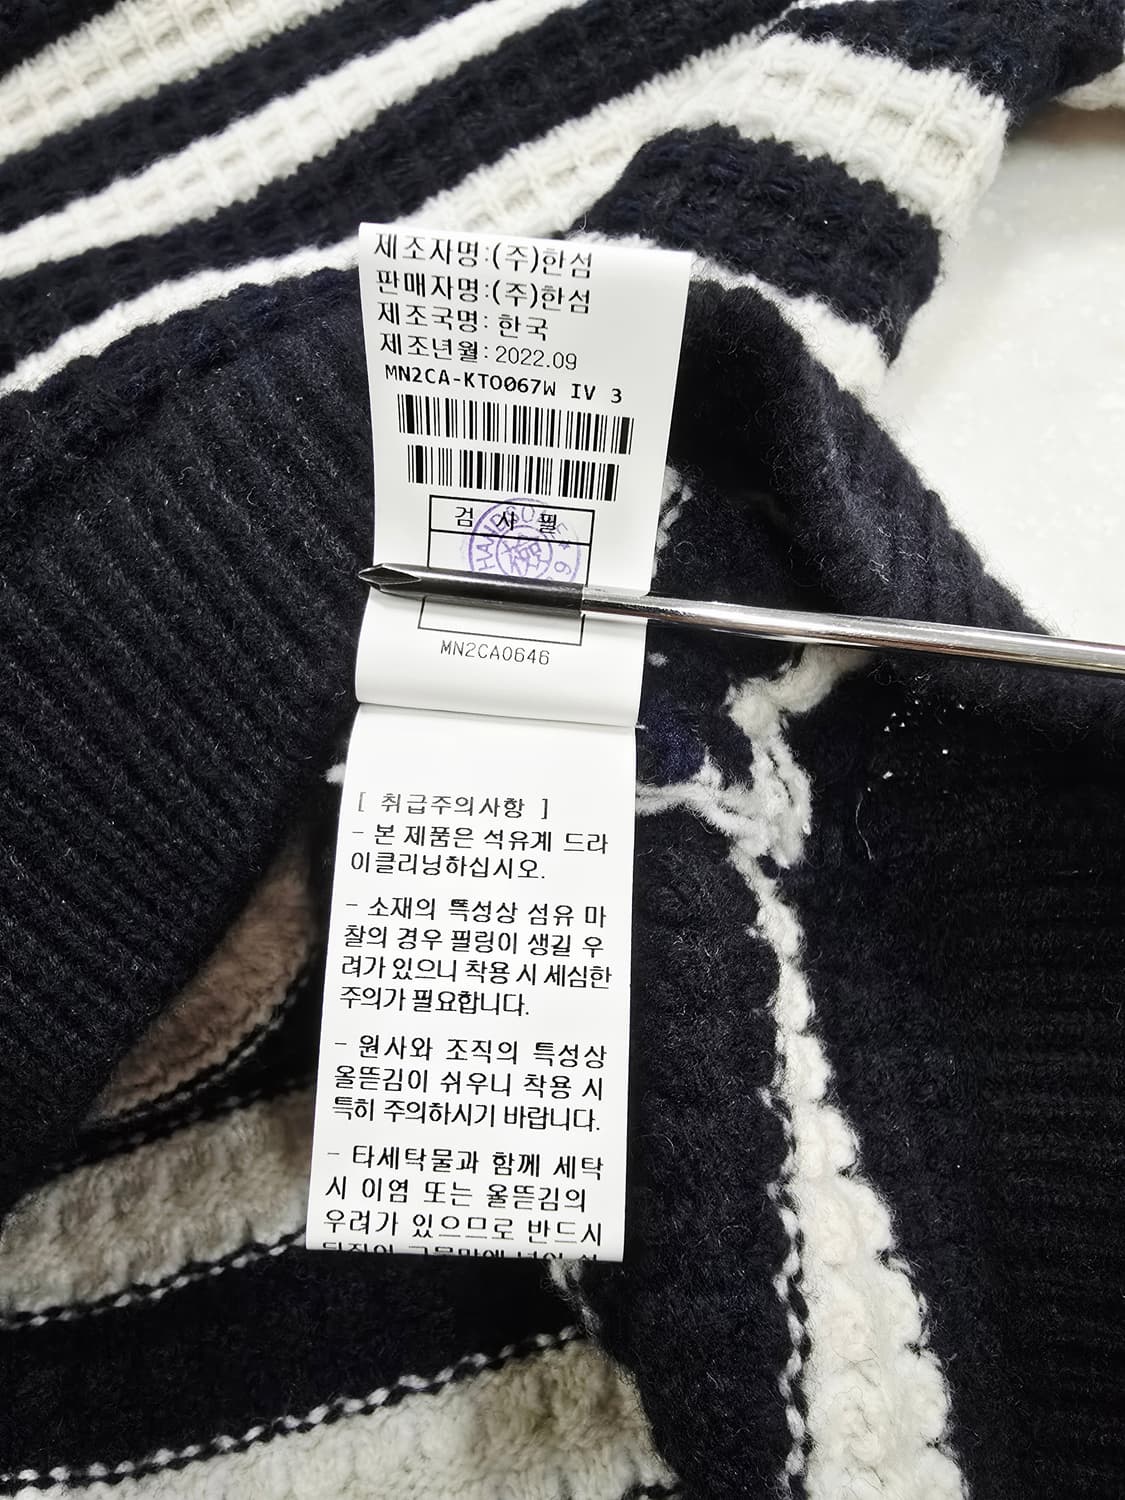 제조자명:(주)한섬
판매자명:(주)한섬
제조국명: 한국
제조년월: 2022.09
MN2CA-KTO067W IV 3
검 사 필
MN2CA0646
[ 취급주의사항 ]
- 본 제품은 석유계 드라
이클리닝하십시오.
- 소재의 특성상 섬유 마
찰의 경우 필링이 생길 우
려가 있으니 착용 시 세심한
주의가 필요합니다.
- 원사와 조직의 특성상
올뜯김이 쉬우니 착용 시
특히 주의하시기 바랍니다.
- 타세탁물과 함께 세탁
시 이염 또는 올뜯김의
우려가 있으므로 반드시